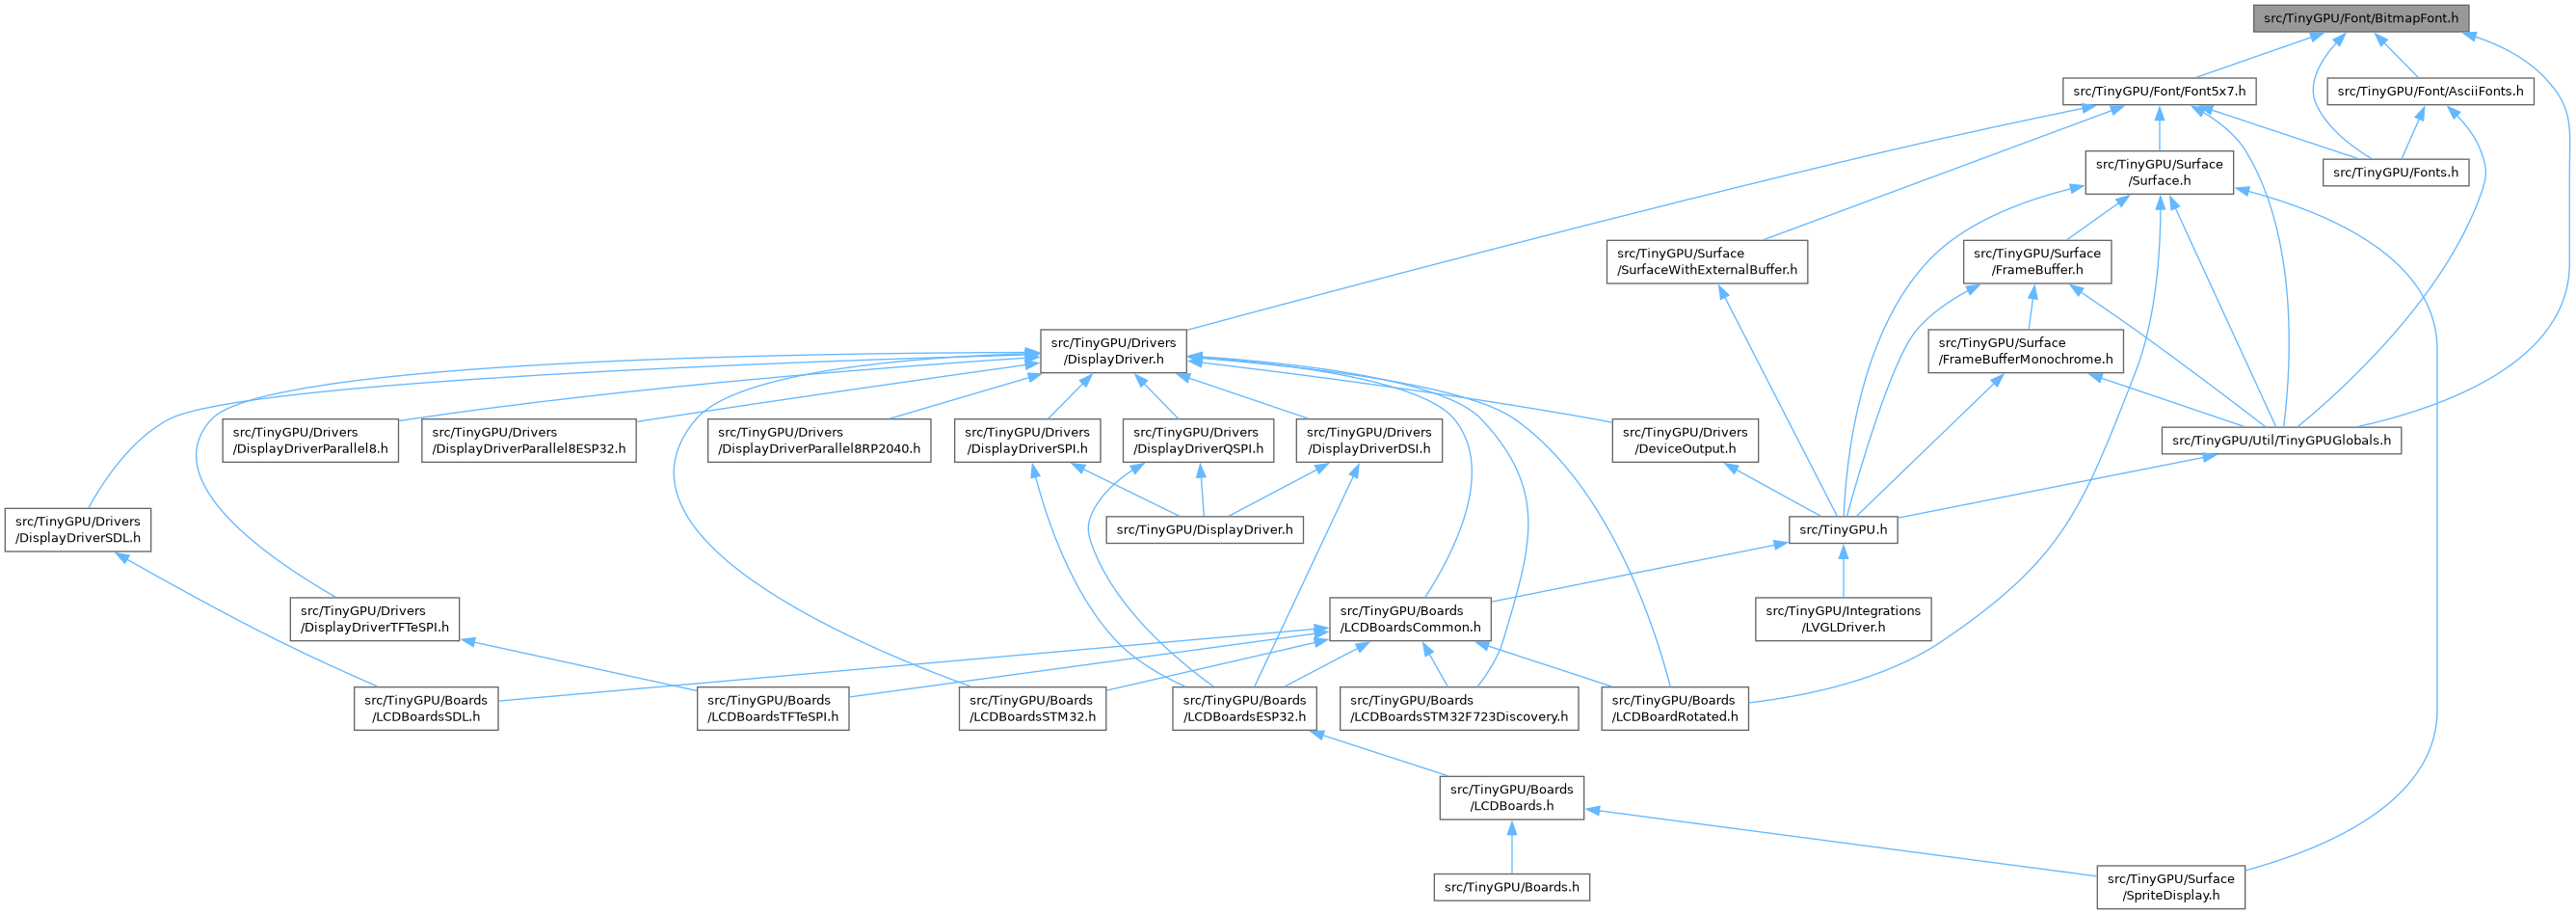 src/TinyGPU/Font/BitmapFont.h
src/TinyGPU/Font/Font5x7.h
src/TinyGPU/Font/AsciiFonts.h
src/TinyGPU/Surface
/Surface.h
src/TinyGPU/Fonts.h
src/TinyGPU/Surface
/SurfaceWithExternalBuffer.h
src/TinyGPU/Surface
/FrameBuffer.h
src/TinyGPU/Drivers
/DisplayDriver.h
src/TinyGPU/Surface
/FrameBufferMonochrome.h
src/TinyGPU/Drivers
/DisplayDriverParallel8.h
src/TinyGPU/Drivers
/DisplayDriverParallel8ESP32.h
src/TinyGPU/Drivers
/DisplayDriverParallel8RP2040.h
src/TinyGPU/Drivers
/DisplayDriverSPI.h
src/TinyGPU/Drivers
/DisplayDriverQSPI.h
src/TinyGPU/Drivers
/DisplayDriverDSI.h
src/TinyGPU/Drivers
/DeviceOutput.h
src/TinyGPU/Util/TinyGPUGlobals.h
src/TinyGPU/Drivers
/DisplayDriverSDL.h
src/TinyGPU/DisplayDriver.h
src/TinyGPU.h
src/TinyGPU/Drivers
/DisplayDriverTFTeSPI.h
src/TinyGPU/Boards
/LCDBoardsCommon.h
src/TinyGPU/Integrations
/LVGLDriver.h
src/TinyGPU/Boards
/LCDBoardsSDL.h
src/TinyGPU/Boards
/LCDBoardsTFTeSPI.h
src/TinyGPU/Boards
/LCDBoardsSTM32.h
src/TinyGPU/Boards
/LCDBoardsESP32.h
src/TinyGPU/Boards
/LCDBoardsSTM32F723Discovery.h
src/TinyGPU/Boards
/LCDBoardRotated.h
src/TinyGPU/Boards
/LCDBoards.h
src/TinyGPU/Boards.h
src/TinyGPU/Surface
/SpriteDisplay.h